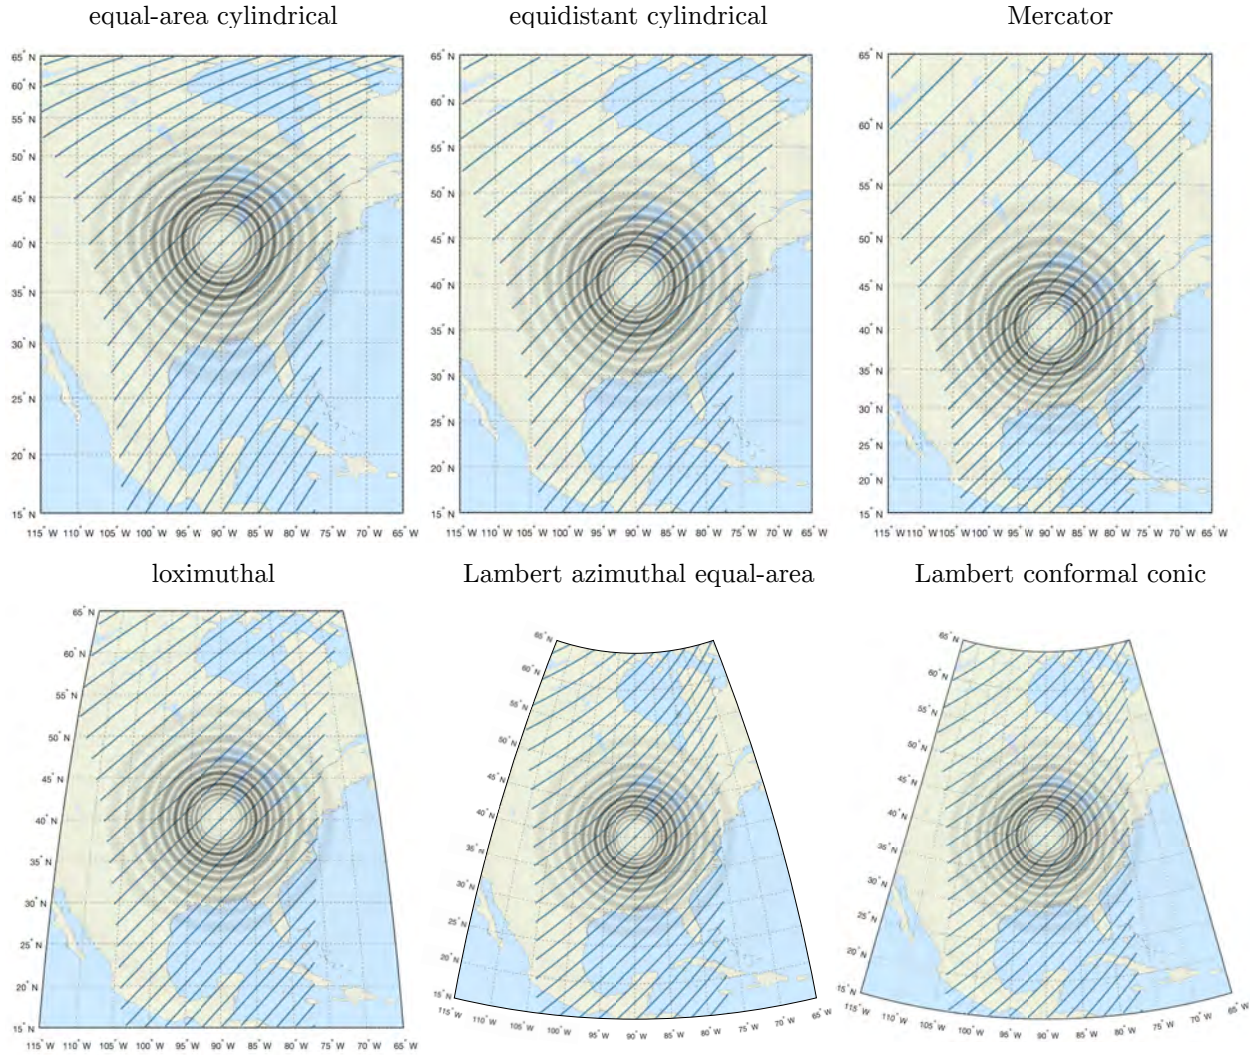 equal-area cylindrical
65° N
60° N
55° N
50° N
45° N
40° N
35° N
30° N
25° N
20° N
15° N
115° W 110° W 105° W 100° W 95° W 90° W 85° W 80° W 75° W 70° W 65° W
equidistant cylindrical
65° N
60° N
55° N
50° N
45° N
40° N
35° N
30° N
25° N
20° N
15° N
115° W 110° W 105° W 100° W 95° W 90° W 85° W 80° W 75° W 70° W 65° W
Mercator
65° N
60° N
55° N
50° N
45° N
40° N
35° N
30° N
25° N
20° N
15° N
115° W 110° W 105° W 100° W 95° W 90° W 85° W 80° W 75° W 70° W 65° W
loximuthal
65° N
60° N
55° N
50° N
45° N
40° N
35° N
30° N
25° N
20° N
15° N
115° W 110° W 105° W 100° W 95° W 90° W 85° W 80° W 75° W 70° W 65° W
Lambert azimuthal equal-area
65° N
60° N
55° N
50° N
45° N
40° N
35° N
30° N
25° N
20° N
15° N
115° W 110° W 105° W 100° W 95° W 90° W 85° W 80° W 75° W 70° W 65° W
Lambert conformal conic
65° N
60° N
55° N
50° N
45° N
40° N
35° N
30° N
25° N
20° N
15° N
115° W 110° W 105° W 100° W 95° W 90° W 85° W 80° W 75° W 70° W 65° W